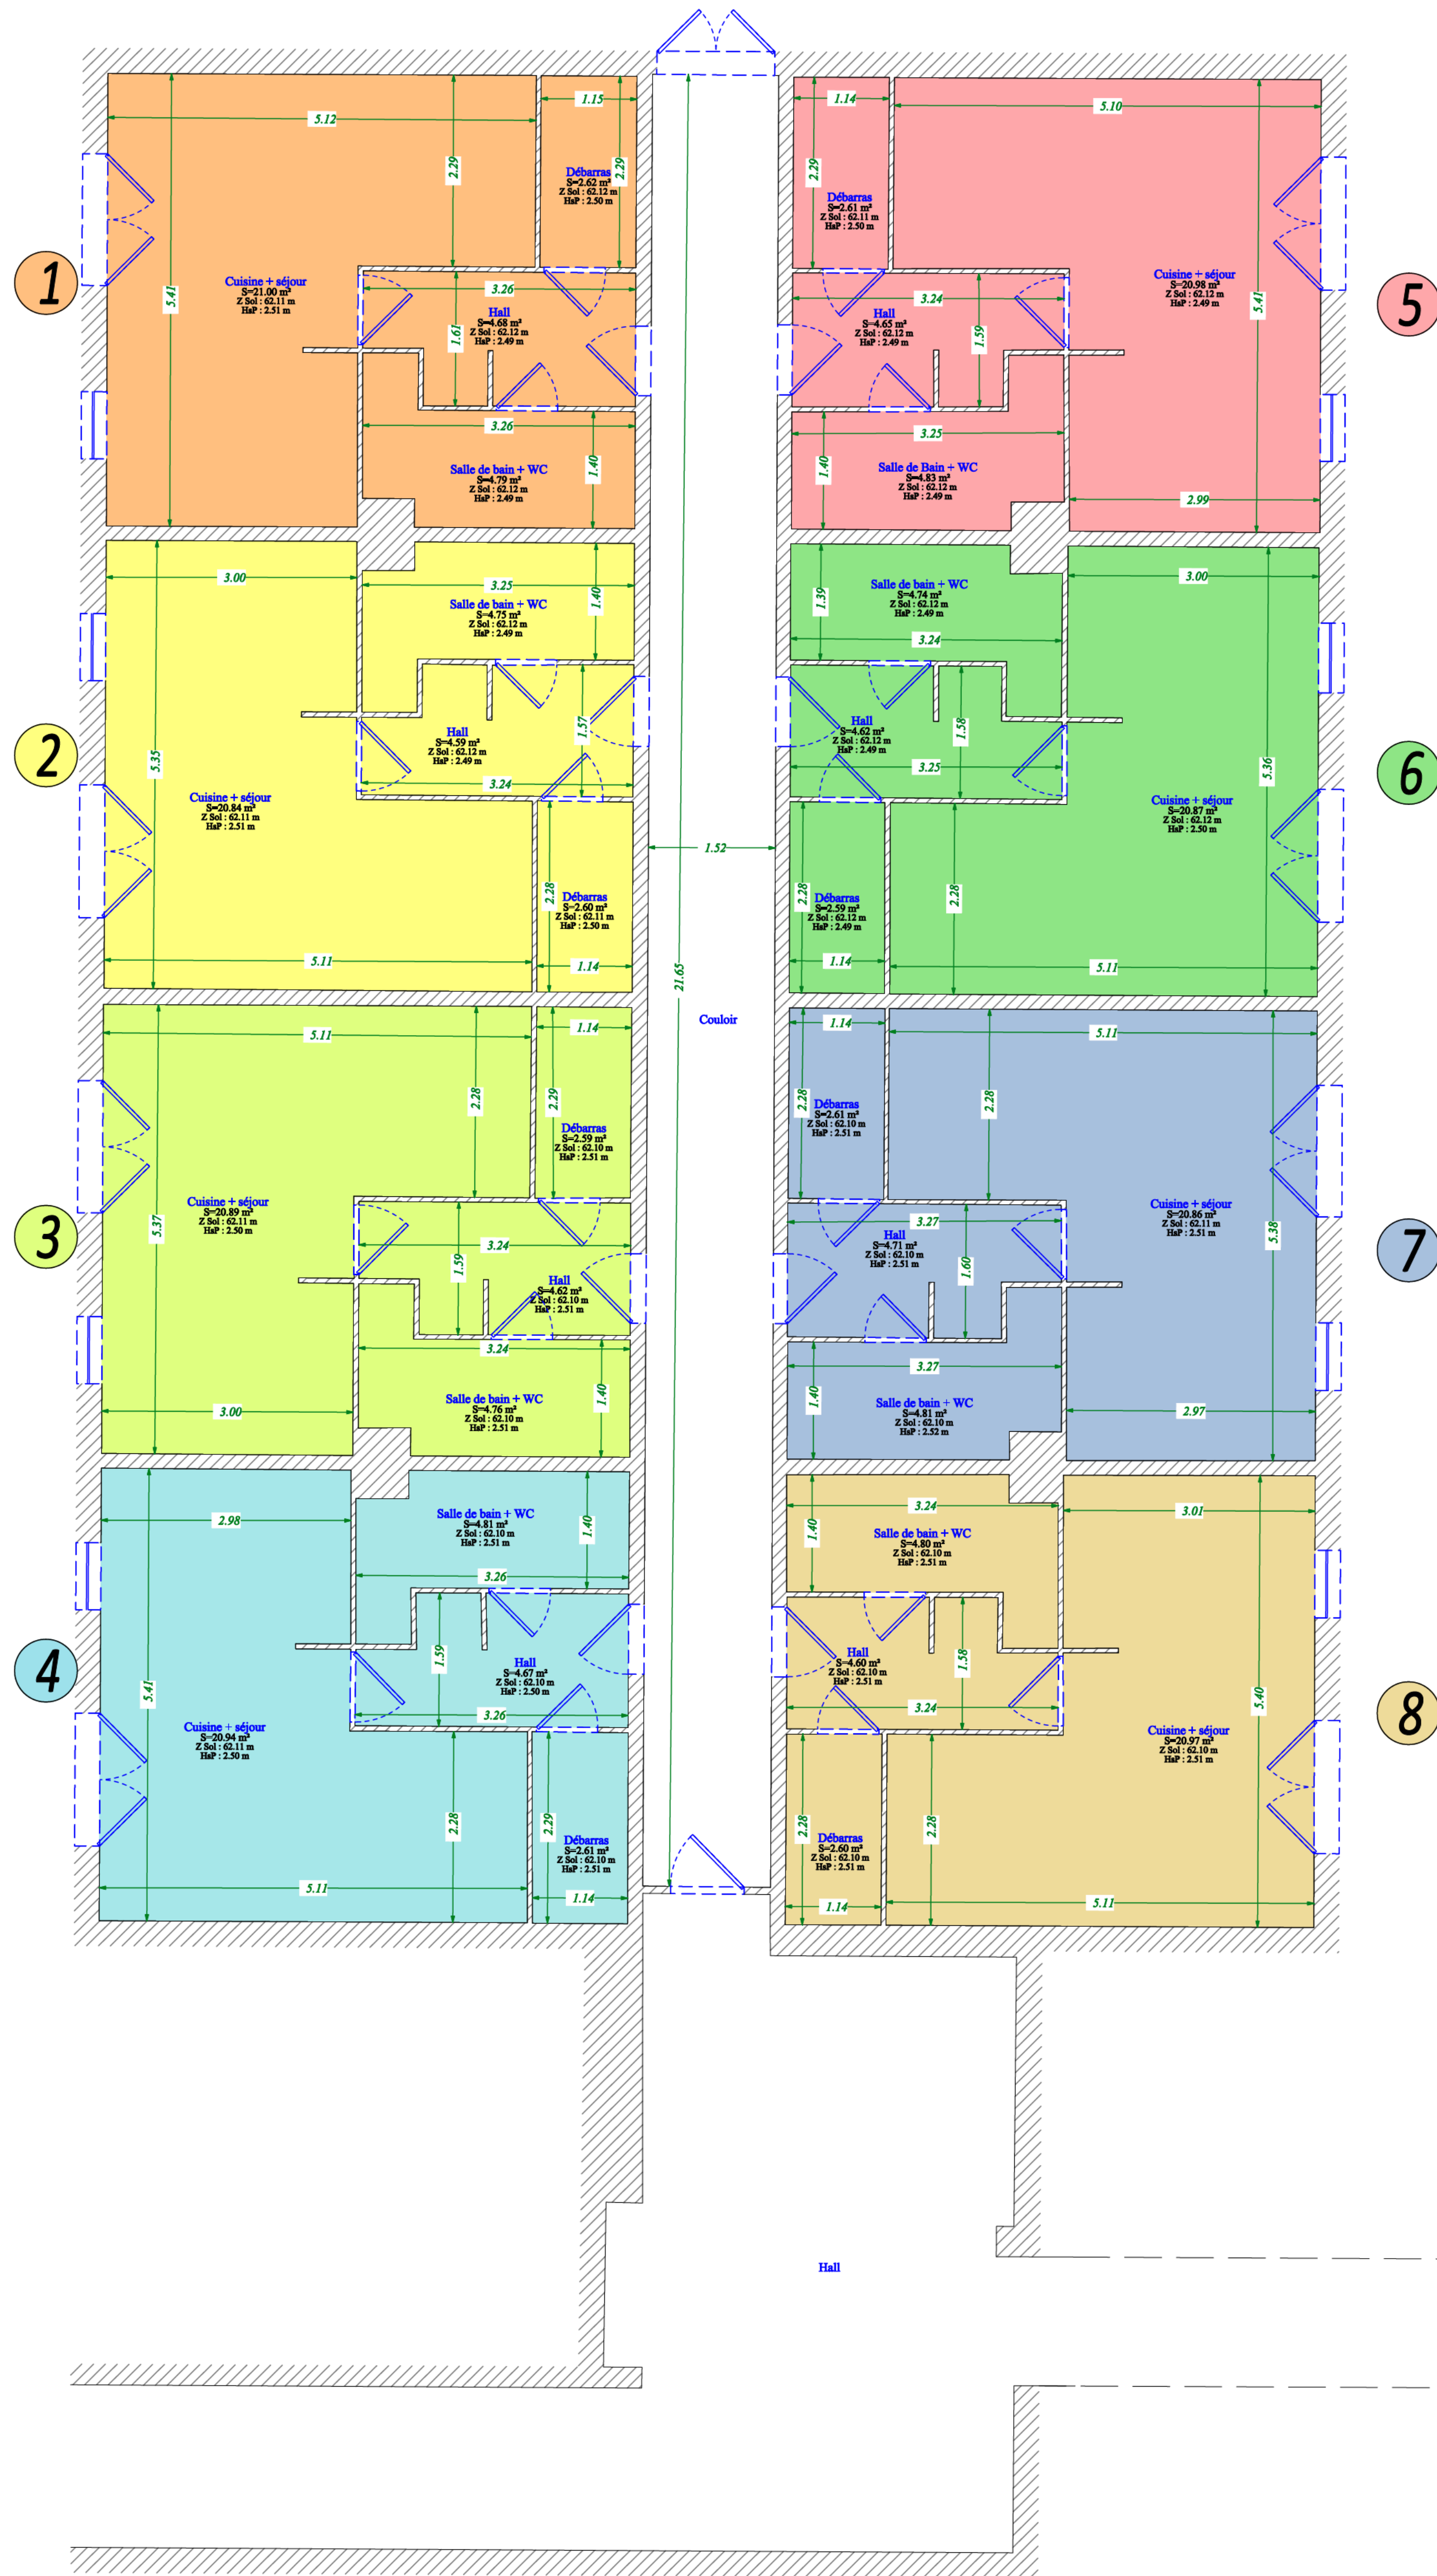 1
5.12
5.41
2.29
1.15
2.29
Débarras
S=2.62 m²
Z Sol : 62.12 m
HsP : 2.50 m
Cuisine + séjour
S=21.00 m²
Z Sol : 62.11 m
HsP : 2.51 m
3.26
Hall
S=4.68 m²
Z Sol : 62.12 m
HsP : 2.49 m
1.61
3.26
Salle de bain + WC
S=4.79 m²
Z Sol : 62.12 m
HsP : 2.49 m
1.40
2
3.00
3.25
1.40
Salle de bain + WC
S=4.75 m²
Z Sol : 62.12 m
HsP : 2.49 m
Hall
S=4.59 m²
Z Sol : 62.12 m
HsP : 2.49 m
1.57
3.24
5.35
Cuisine + séjour
S=20.84 m²
Z Sol : 62.11 m
HsP : 2.51 m
2.28
Débarras
S=2.60 m²
Z Sol : 62.11 m
HsP : 2.50 m
5.11
1.14
3
5.11
1.14
2.28
2.29
Débarras
S=2.59 m²
Z Sol : 62.10 m
HsP : 2.51 m
Cuisine + séjour
S=20.89 m²
Z Sol : 62.11 m
HsP : 2.50 m
5.37
1.59
3.24
Hall
S=4.62 m²
Z Sol : 62.10 m
HsP : 2.51 m
3.24
Salle de bain + WC
S=4.76 m²
Z Sol : 62.10 m
HsP : 2.51 m
1.40
3.00
4
2.98
Salle de bain + WC
S=4.81 m²
Z Sol : 62.10 m
HsP : 2.51 m
1.40
3.26
1.59
Hall
S=4.67 m²
Z Sol : 62.10 m
HsP : 2.50 m
3.26
5.41
Cuisine + séjour
S=20.94 m²
Z Sol : 62.11 m
HsP : 2.50 m
2.28
2.29
Débarras
S=2.61 m²
Z Sol : 62.10 m
HsP : 2.51 m
5.11
1.14
1.52
21.65
Couloir
5
1.14
5.10
2.29
Débarras
S=2.61 m²
Z Sol : 62.11 m
HsP : 2.50 m
Cuisine + séjour
S=20.98 m²
Z Sol : 62.12 m
HsP : 2.49 m
5.41
3.24
Hall
S=4.65 m²
Z Sol : 62.12 m
HsP : 2.49 m
1.59
3.25
1.40
Salle de Bain + WC
S=4.83 m²
Z Sol : 62.12 m
HsP : 2.49 m
2.99
6
1.39
Salle de bain + WC
S=4.74 m²
Z Sol : 62.12 m
HsP : 2.49 m
3.24
3.00
Hall
S=4.62 m²
Z Sol : 62.12 m
HsP : 2.49 m
1.58
3.25
5.36
Cuisine + séjour
S=20.87 m²
Z Sol : 62.12 m
HsP : 2.50 m
2.28
2.28
Débarras
S=2.59 m²
Z Sol : 62.12 m
HsP : 2.49 m
1.14
5.11
7
1.14
5.11
2.28
2.28
Débarras
S=2.61 m²
Z Sol : 62.10 m
HsP : 2.51 m
Cuisine + séjour
S=20.86 m²
Z Sol : 62.11 m
HsP : 2.51 m
5.38
3.27
Hall
S=4.71 m²
Z Sol : 62.10 m
HsP : 2.51 m
1.60
3.27
1.40
Salle de bain + WC
S=4.81 m²
Z Sol : 62.10 m
HsP : 2.52 m
2.97
8
3.24
3.01
1.40
Salle de bain + WC
S=4.80 m²
Z Sol : 62.10 m
HsP : 2.51 m
Hall
S=4.60 m²
Z Sol : 62.10 m
HsP : 2.51 m
1.58
3.24
5.40
Cuisine + séjour
S=20.97 m²
Z Sol : 62.10 m
HsP : 2.51 m
2.28
2.28
Débarras
S=2.60 m²
Z Sol : 62.10 m
HsP : 2.51 m
1.14
5.11
Hall